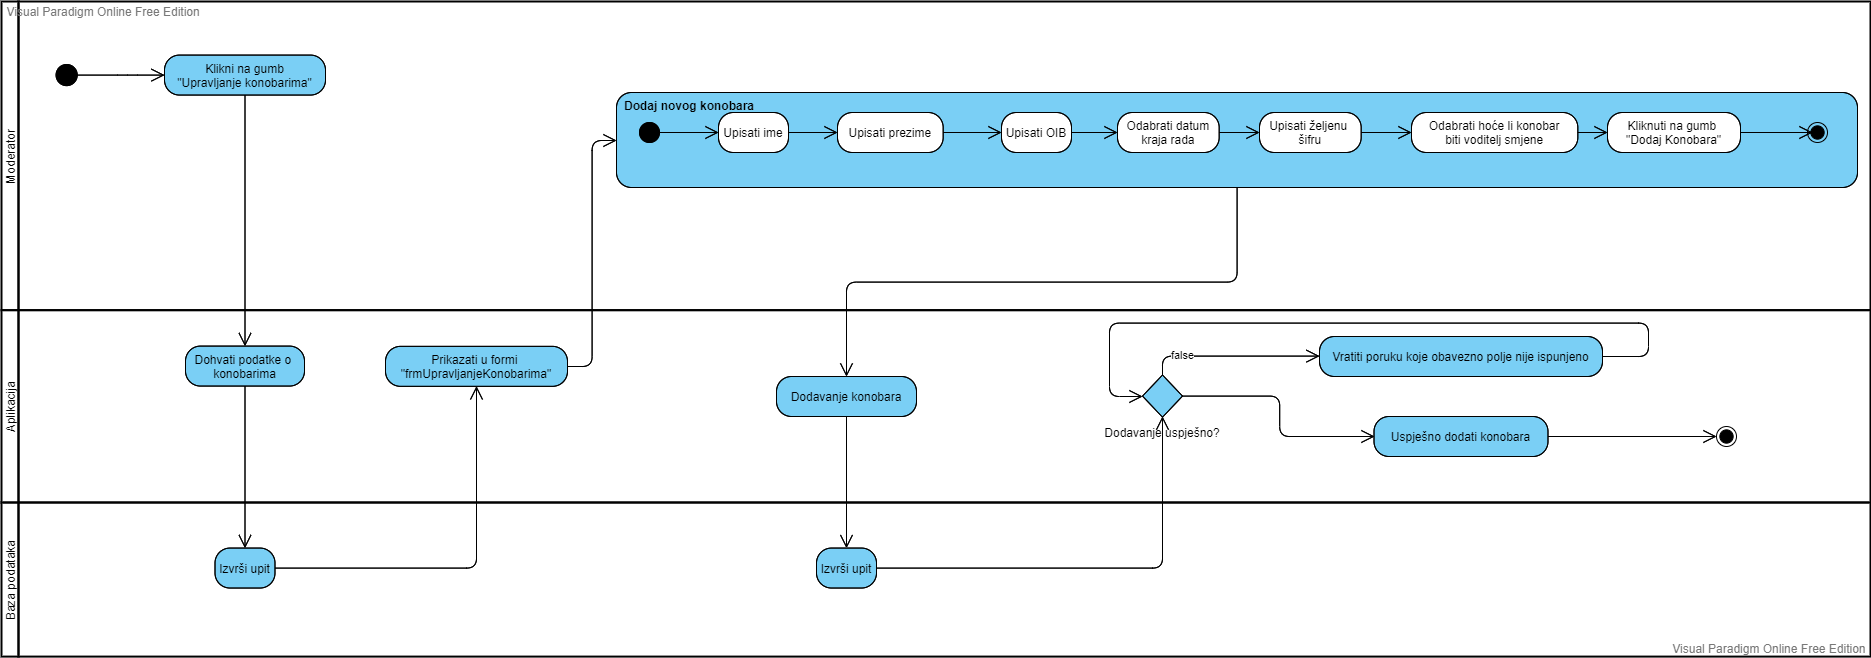 Visual Paradigm Online Free Edition
Moderator
Klikni na gumb
"Upravljanje konobarima"
Dodaj novog konobara
Upisati ime
Upisati prezime
Upisati OIB
Odabrati datum
kraja rada
Upisati željenu
šifru
Odabrati hoće li konobar
biti voditelj smjene
Kliknuti na gumb
"Dodaj Konobara"
Aplikacija
Dohvati podatke o
konobarima
Prikazati u formi
"frmUpravljanjeKonobarima"
Dodavanje konobara
false
Vratiti poruku koje obavezno polje nije ispunjeno
Dodavanje uspješno?
Uspješno dodati konobara
Baza podataka
Izvrši upit
Izvrši upit
Visual Paradigm Online Free Edition